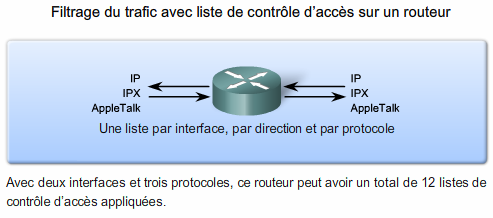 Filtrage du trafic avec liste de contrôle d'accès sur un routeur
IP
IPX
AppleTalk
IP
IPX
AppleTalk
Une liste par interface, par direction et par protocole
Avec deux interfaces et trois protocoles, ce routeur peut avoir un total de 12 listes de
contrôle d'accès appliquées.